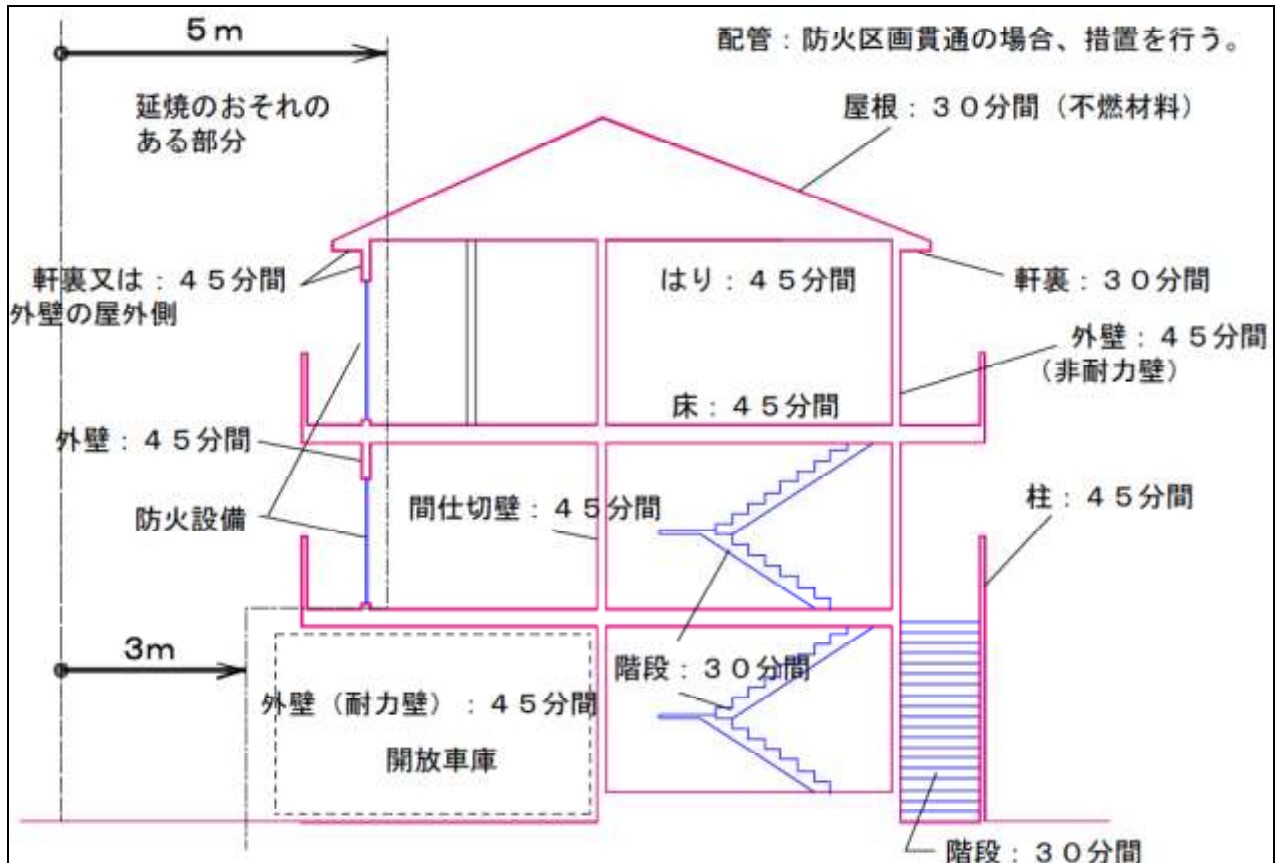 ５ｍ
配管：防火区画貫通の場合、措置を行う。
延焼のおそれの
ある部分
屋根：３０分間（不燃材料）
軒裏又は：４５分間
外壁の屋外側
はり：４５分間
軒裏：３０分間
外壁：４５分間
（非耐力壁）
床：４５分間
外壁：４５分間
防火設備
間仕切壁：４５分間
柱：４５分間
３ｍ
階段：３０分間
外壁（耐力壁）：４５分間
開放車庫
階段：３０分間